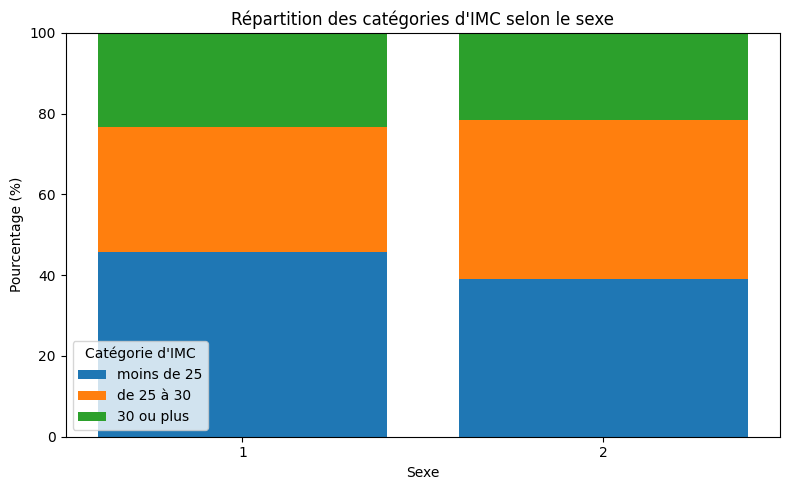 Répartition des catégories d'IMC selon le sexe
100
80
60
40
20
0
Pourcentage (%)
Catégorie d'IMC
moins de 25
de 25 à 30
30 ou plus
1
2
Sexe